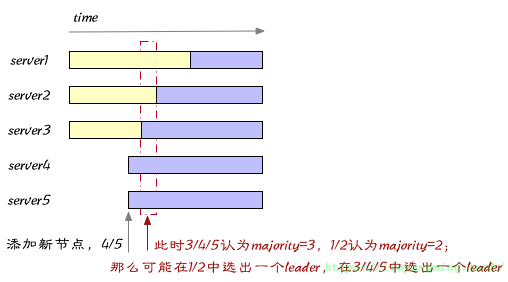 time
server1
server2
server3
server4
server5
添加新节点，4/5
此时3/4/5认为majority=3，1/2认为majority=2；
那么可能在1/2中选出一个leader，在3/4/5中选出一个leader